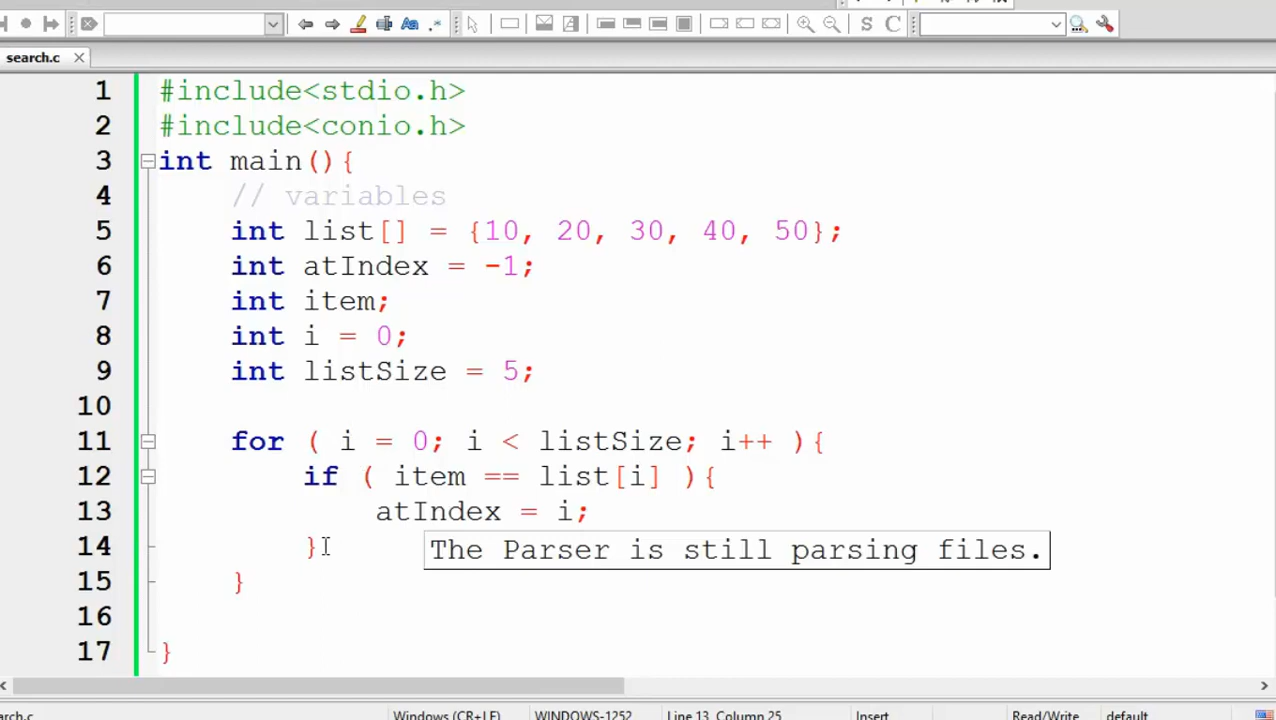 search.c
1 #include<stdio.h>
2 #include<conio.h>
3 int main(){
4 // variables
5 int list[] = {10, 20, 30, 40, 50};
6 int atIndex = -1;
7 int item;
8 int i = 0;
9 int listSize = 5;
10
11 for ( i = 0; i < listSize; i++ ){
12 if ( item == list[i] ){
13 atIndex = i;
14 }
The Parser is still parsing files.
15 }
16
17 }
arch.c Windows (CR+LF) WINDOWS-1252 Line 13, Column 25 Insert Read/Write default